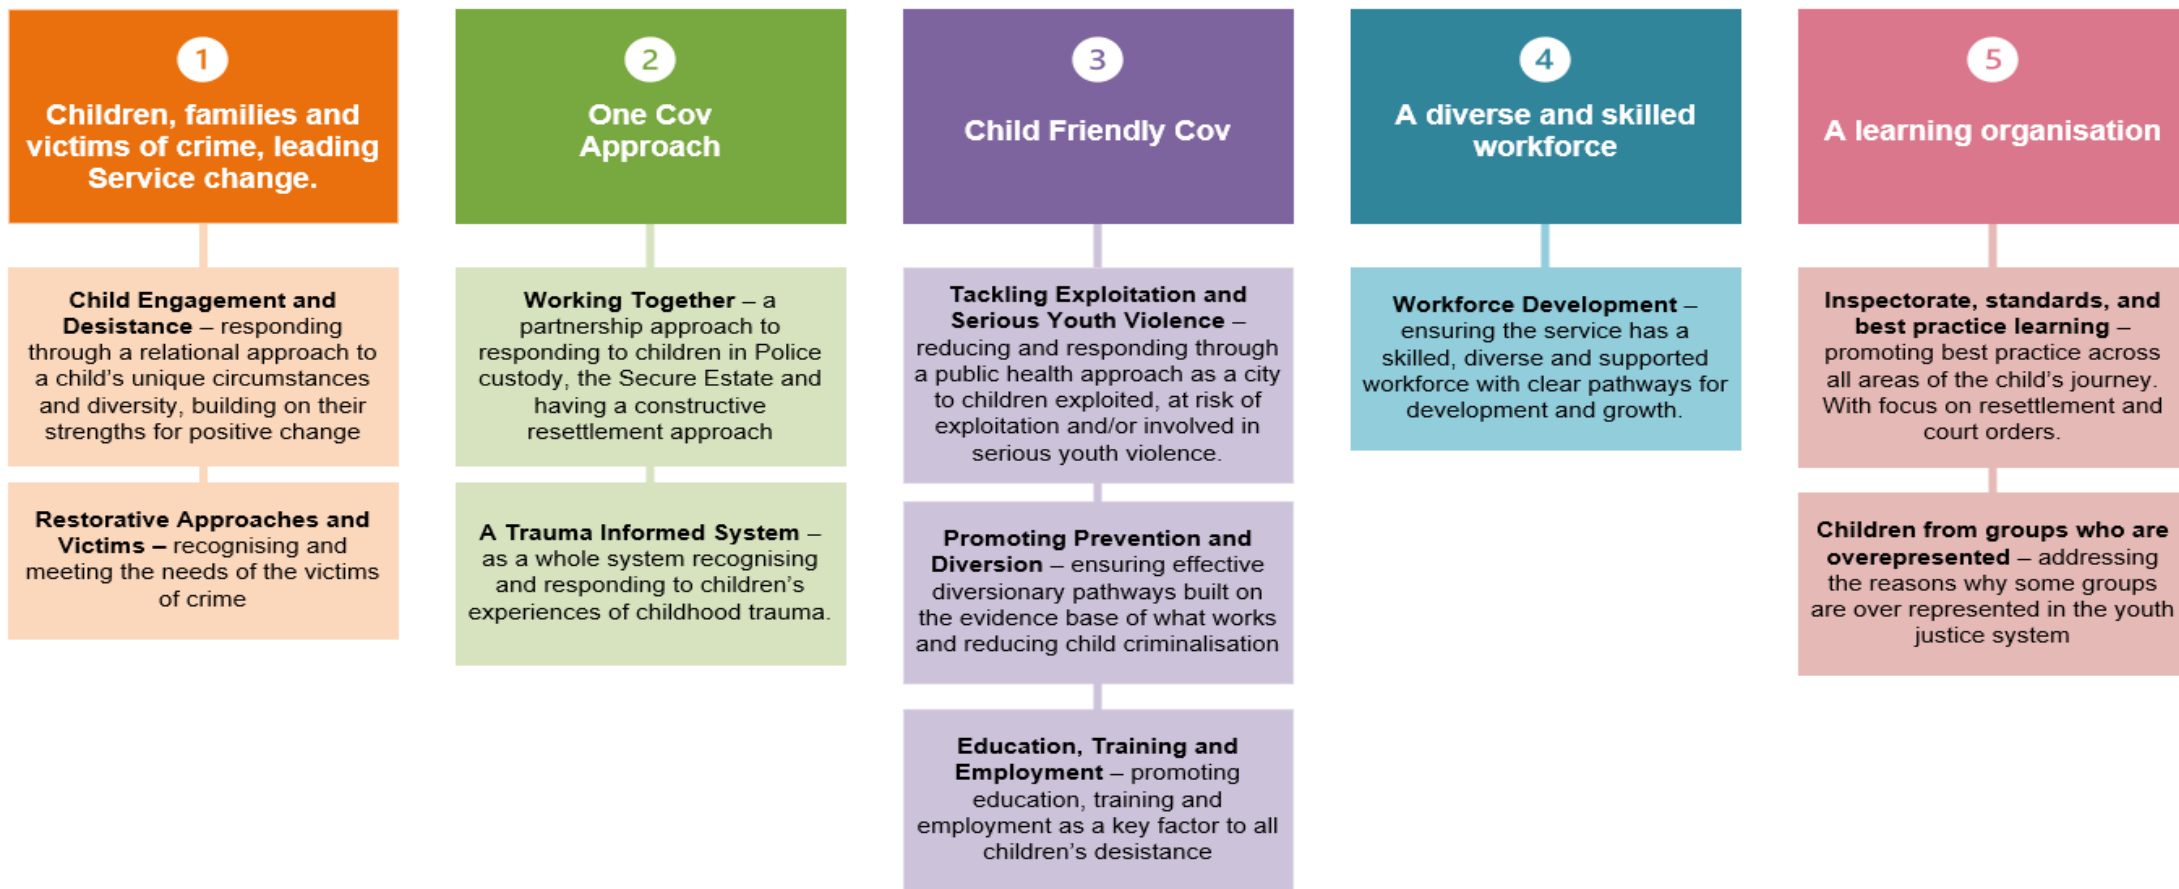 1
Children, families and
victims of crime, leading
Service change.
Child Engagement and
Desistance – responding
through a relational approach to
a child's unique circumstances
and diversity, building on their
strengths for positive change
Restorative Approaches and
Victims – recognising and
meeting the needs of the victims
of crime
2
One Cov
Approach
Working Together – a
partnership approach to
responding to children in Police
custody, the Secure Estate and
having a constructive
resettlement approach
A Trauma Informed System –
as a whole system recognising
and responding to children's
experiences of childhood trauma.
3
Child Friendly Cov
Tackling Exploitation and
Serious Youth Violence –
reducing and responding through
a public health approach as a city
to children exploited, at risk of
exploitation and/or involved in
serious youth violence.
Promoting Prevention and
Diversion – ensuring effective
diversionary pathways built on
the evidence base of what works
and reducing child criminalisation
Education, Training and
Employment – promoting
education, training and
employment as a key factor to all
children's desistance
4
A diverse and skilled
workforce
Workforce Development –
ensuring the service has a
skilled, diverse and supported
workforce with clear pathways for
development and growth.
5
A learning organisation
Inspectorate, standards, and
best practice learning –
promoting best practice across
all areas of the child's journey.
With focus on resettlement and
court orders.
Children from groups who are
overrepresented – addressing
the reasons why some groups
are over represented in the youth
justice system